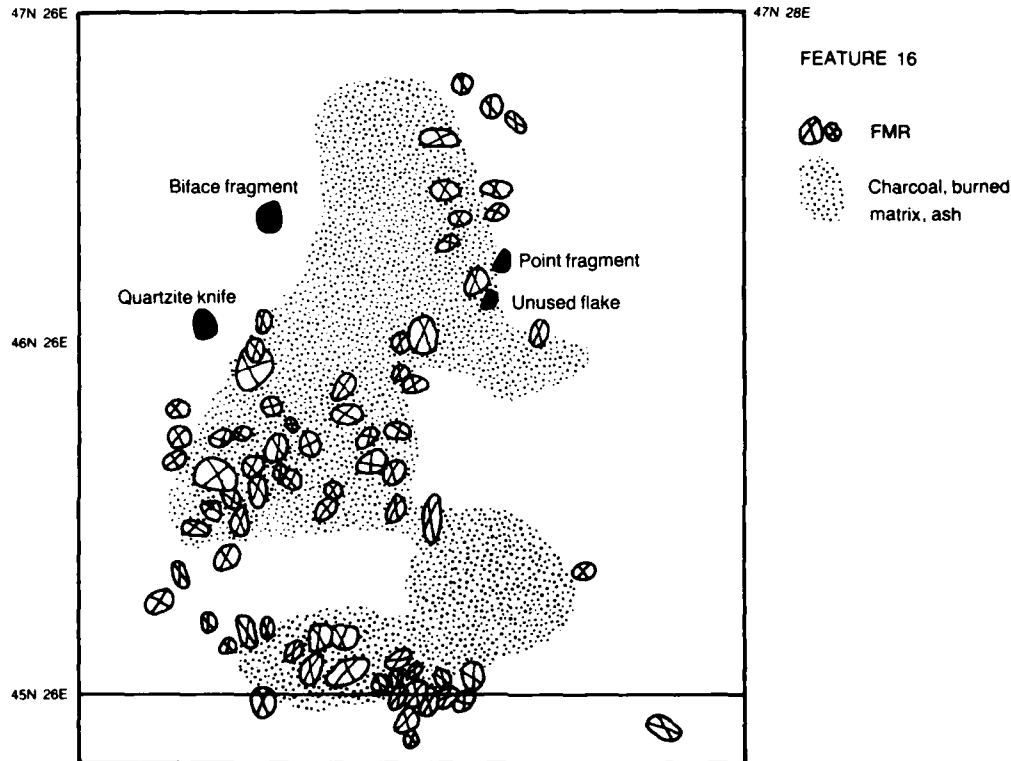 47N 26E
47N 28E
FEATURE 16
FMR
Charcoal, burned
matrix, ash
Biface fragment
Point fragment
Quartzite knife
Unused flake
46N 26E
45N 26E